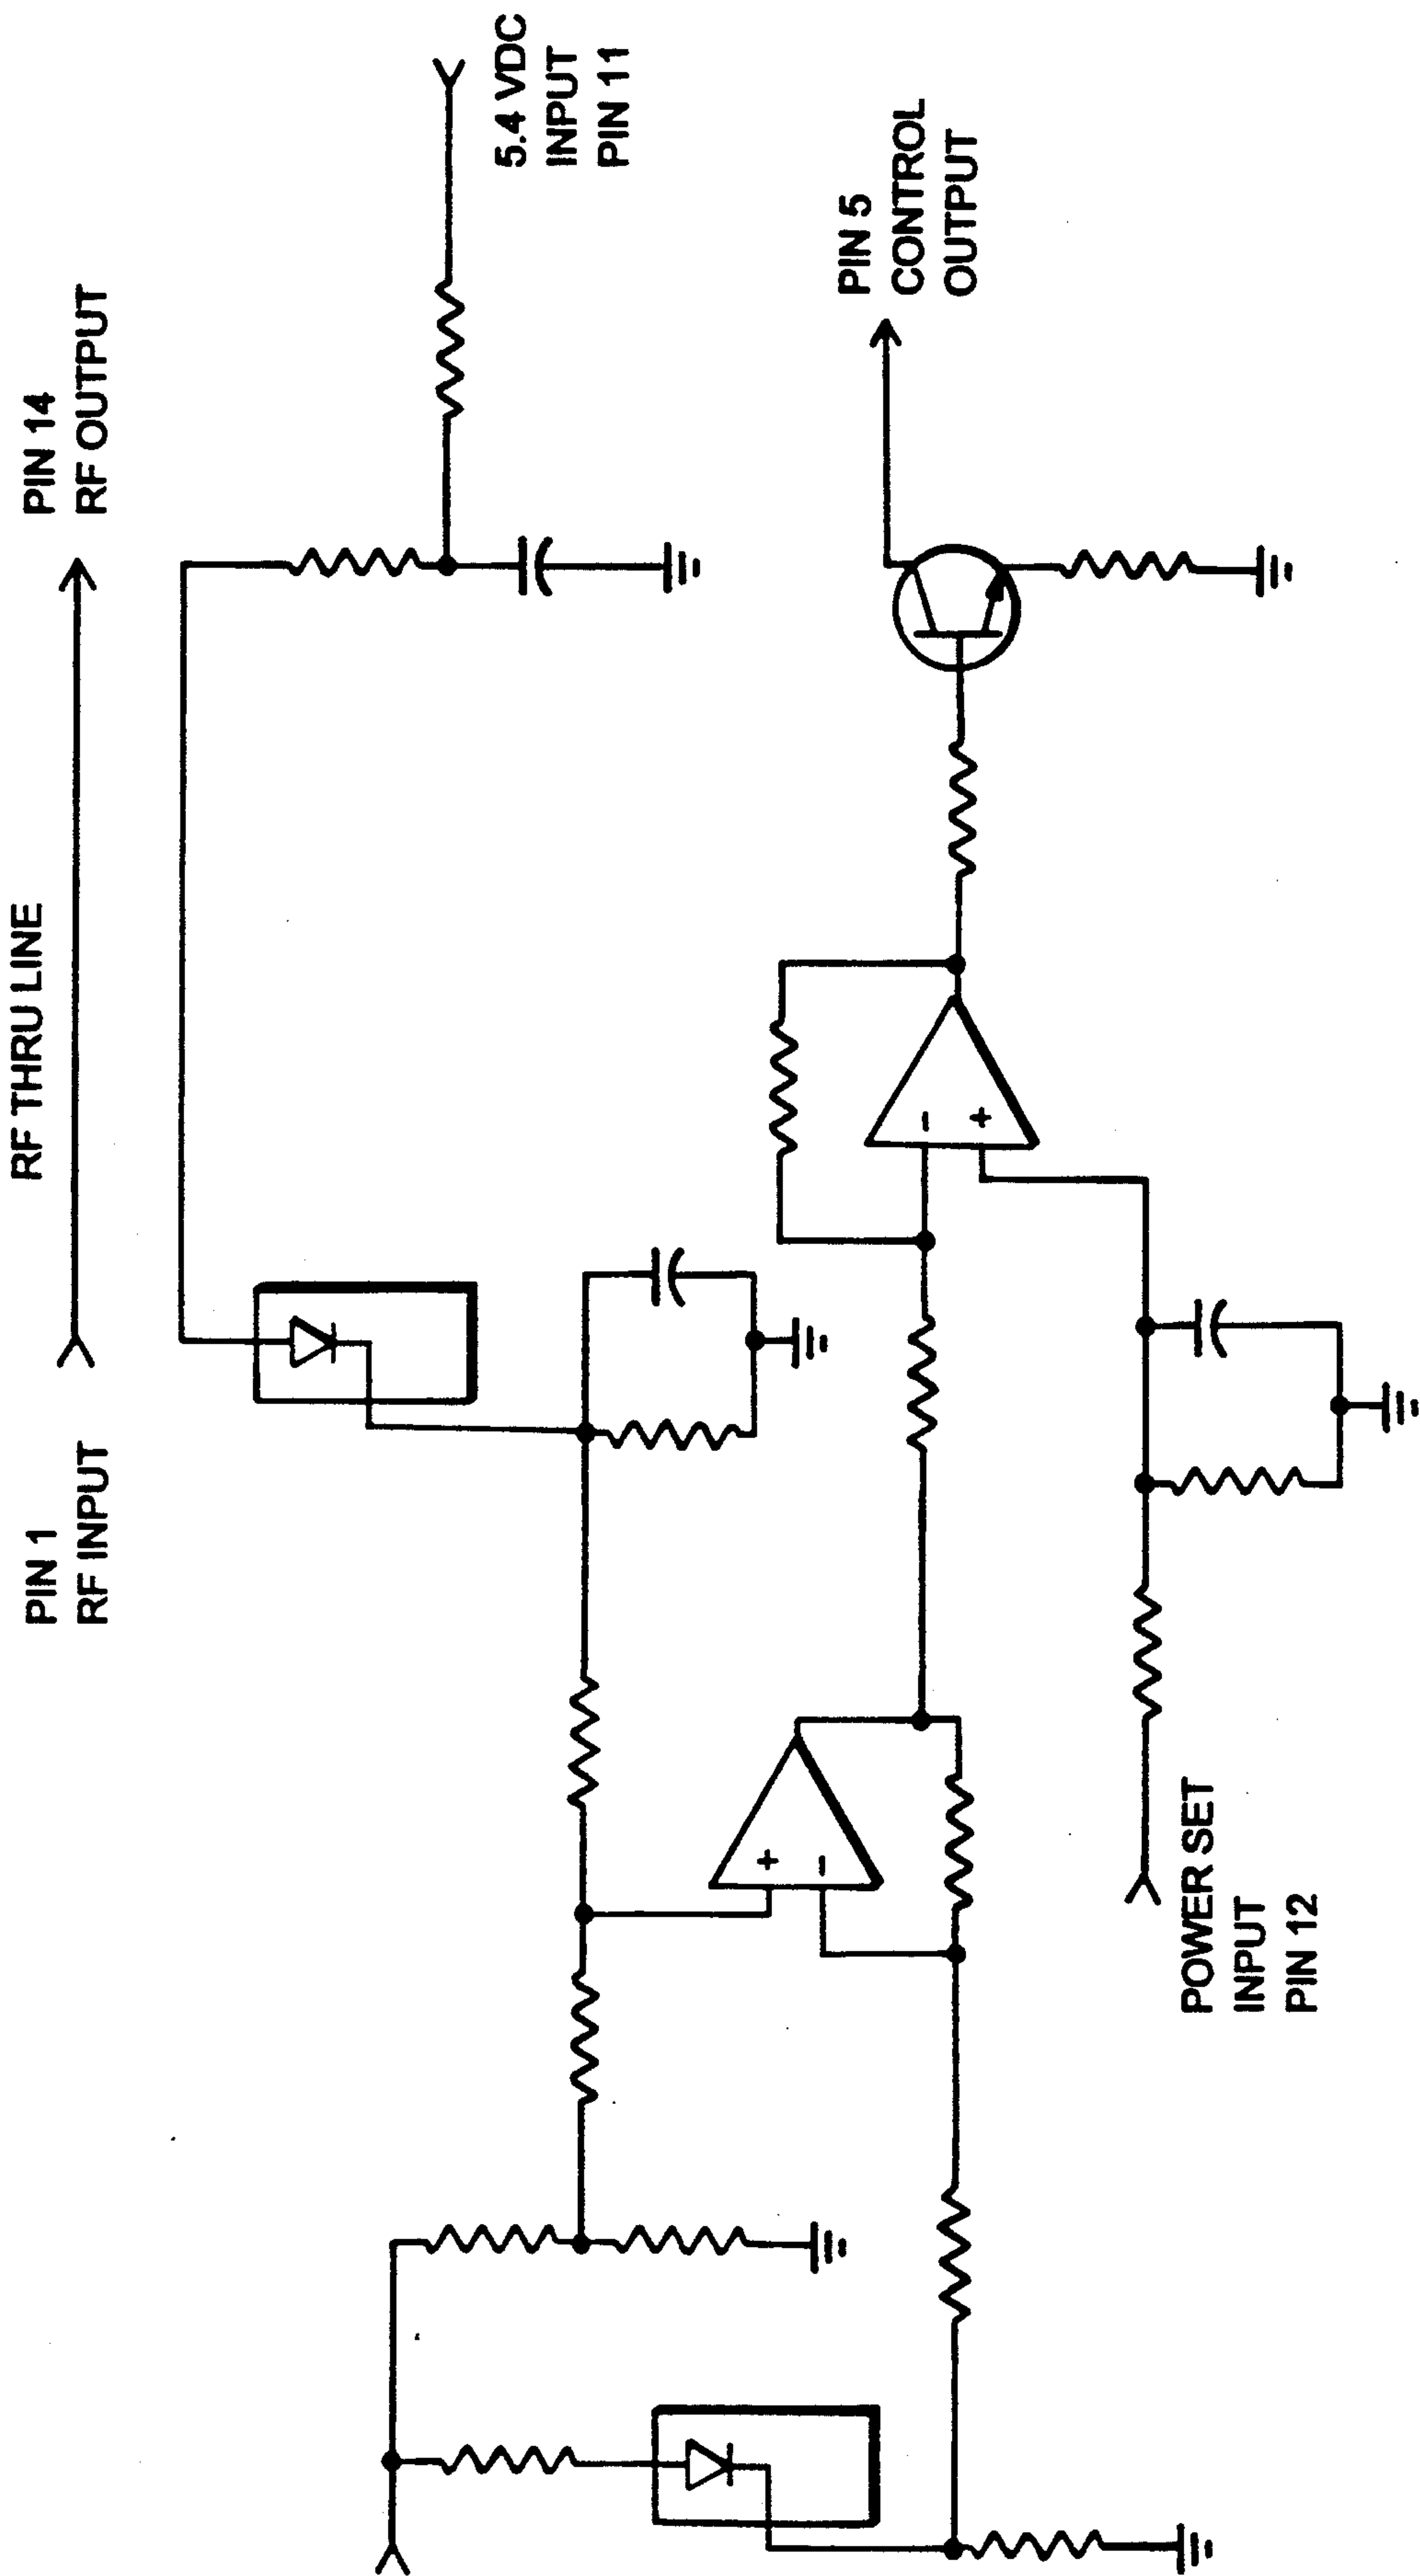 PIN 1
RF INPUT
RF THRU LINE
PIN 14
RF OUTPUT
5.4 VDC
INPUT
PIN 11
+
-
-
+
PIN 5
CONTROL
OUTPUT
POWER SET
INPUT
PIN 12